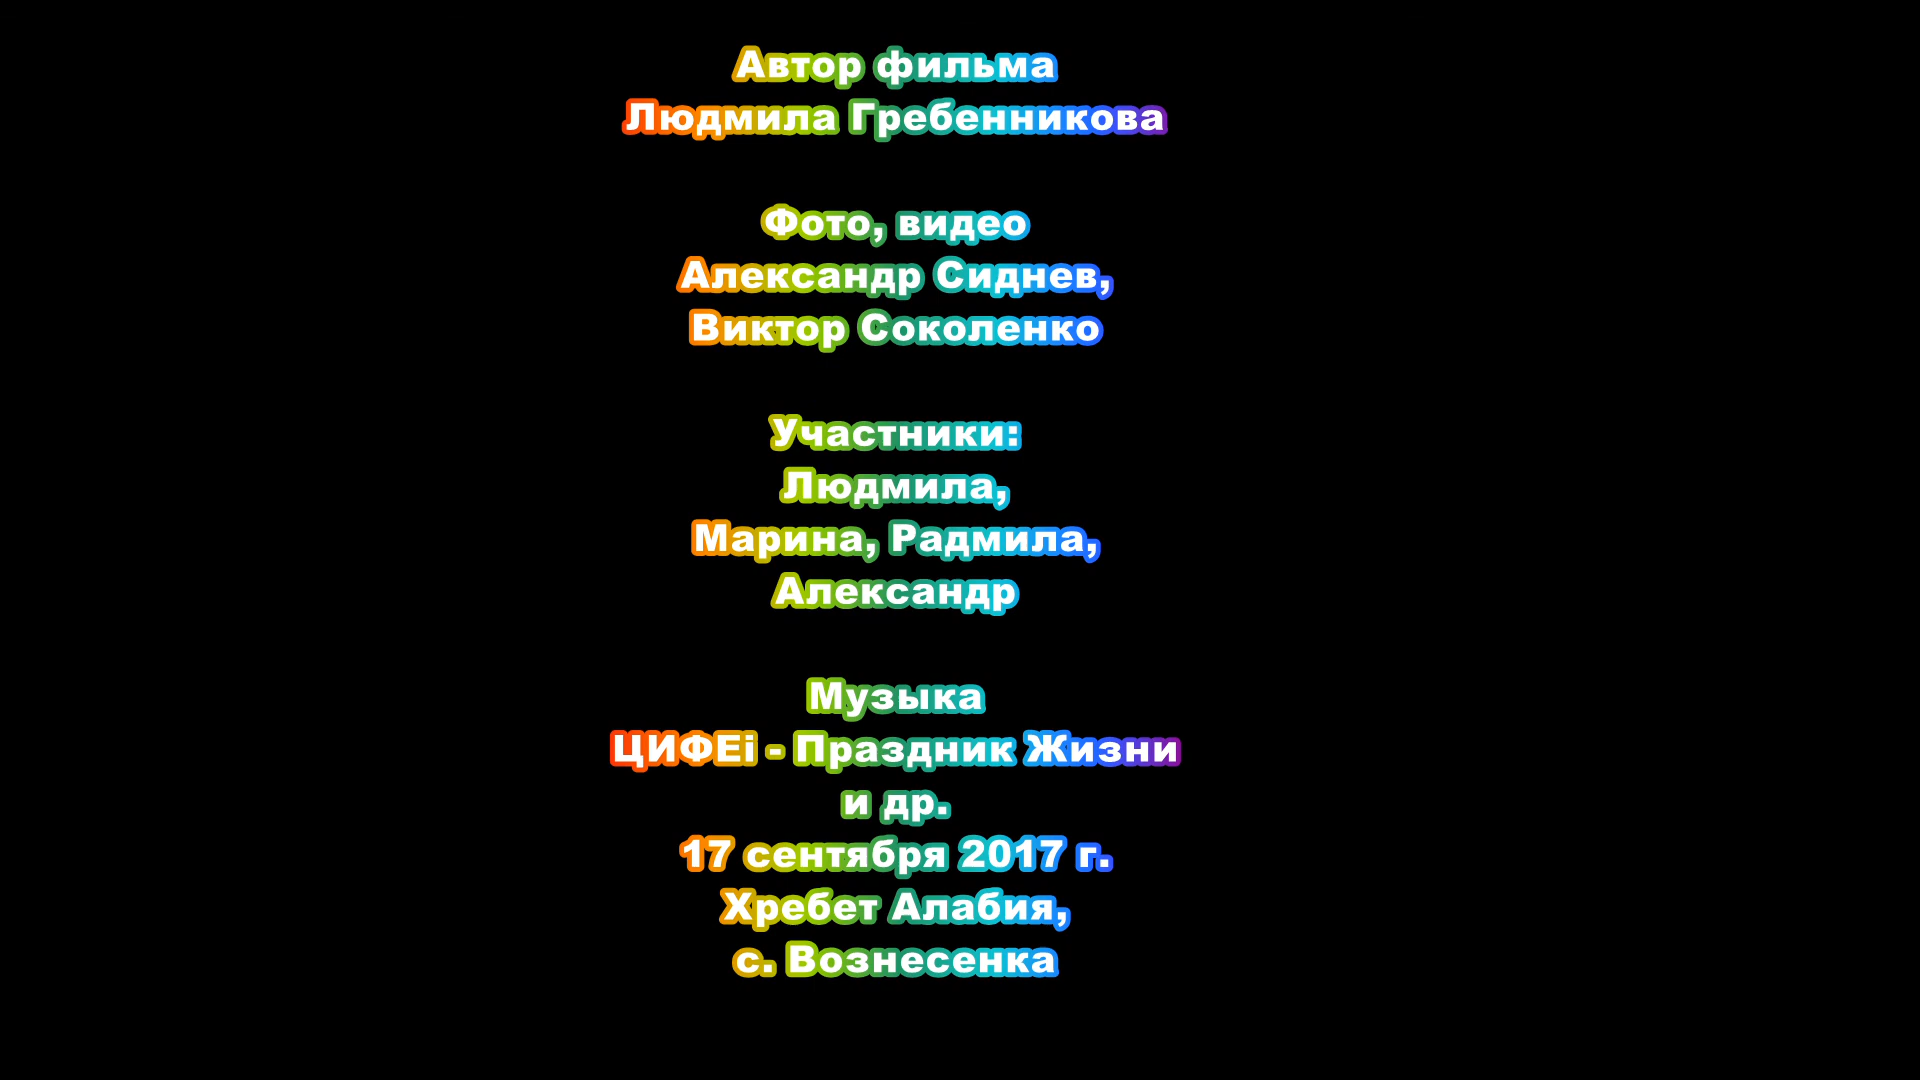 Автор фильма
Людмила Гребенникова
Фото, видео
Александр Сиднев,
Виктор Соколенко
Участники:
Людмила,
Марина, Радмила,
Александр
Музыка
ЦИФЕi - Праздник Жизни
и др.
17 сентября 2017 г.
Хребет Алабия,
с. Вознесенка